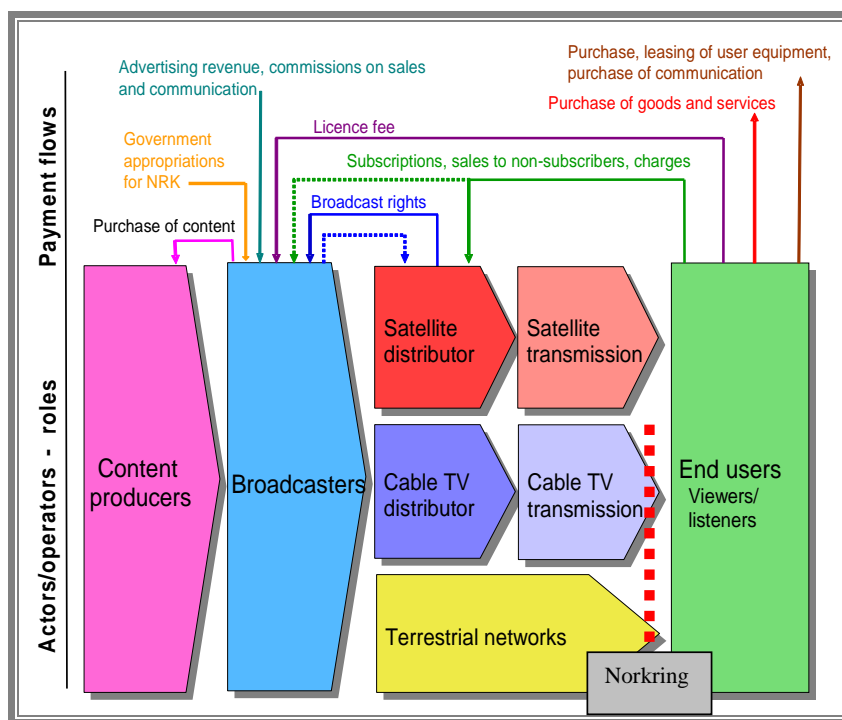 Purchase, leasing of user equipment,
purchase of communication
Advertising revenue, commissions on sales
and communication
Purchase of goods and services
Licence fee
Government
appropriations
for NRK
Subscriptions, sales to non-subscribers, charges
Broadcast rights
Purchase of content
Payment flows
Actors/operators - roles
Content
producers
Broadcasters
Satellite
distributor
Satellite
transmission
Cable TV
distributor
Cable TV
transmission
Terrestrial networks
End users
Viewers/
listeners
Norkring